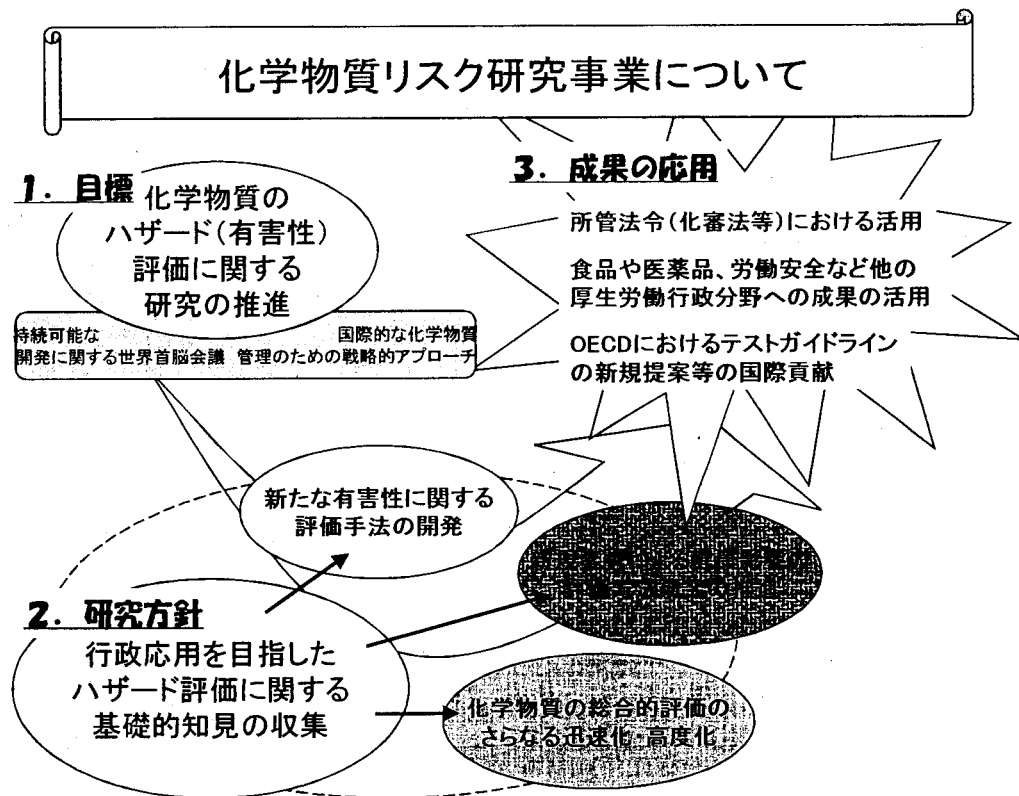 化学物質リスク研究事業について
1. 目標
化学物質の
ハザード(有害性)
評価に関する
研究の推進
持続可能な
開発に関する世界首脳会議
国際的な化学物質
管理のための戦略的アプローチ
3. 成果の応用
所管法令(化審法等)における活用
食品や医薬品、労働安全など他の
厚生労働行政分野への成果の活用
OECDにおけるテストガイドライン
の新規提案等の国際貢献
新たな有害性に関する
評価手法の開発
2. 研究方針
行政応用を目指した
ハザード評価に関する
基礎的知見の収集
化学物質の総合的評価の
さらなる迅速化・高度化